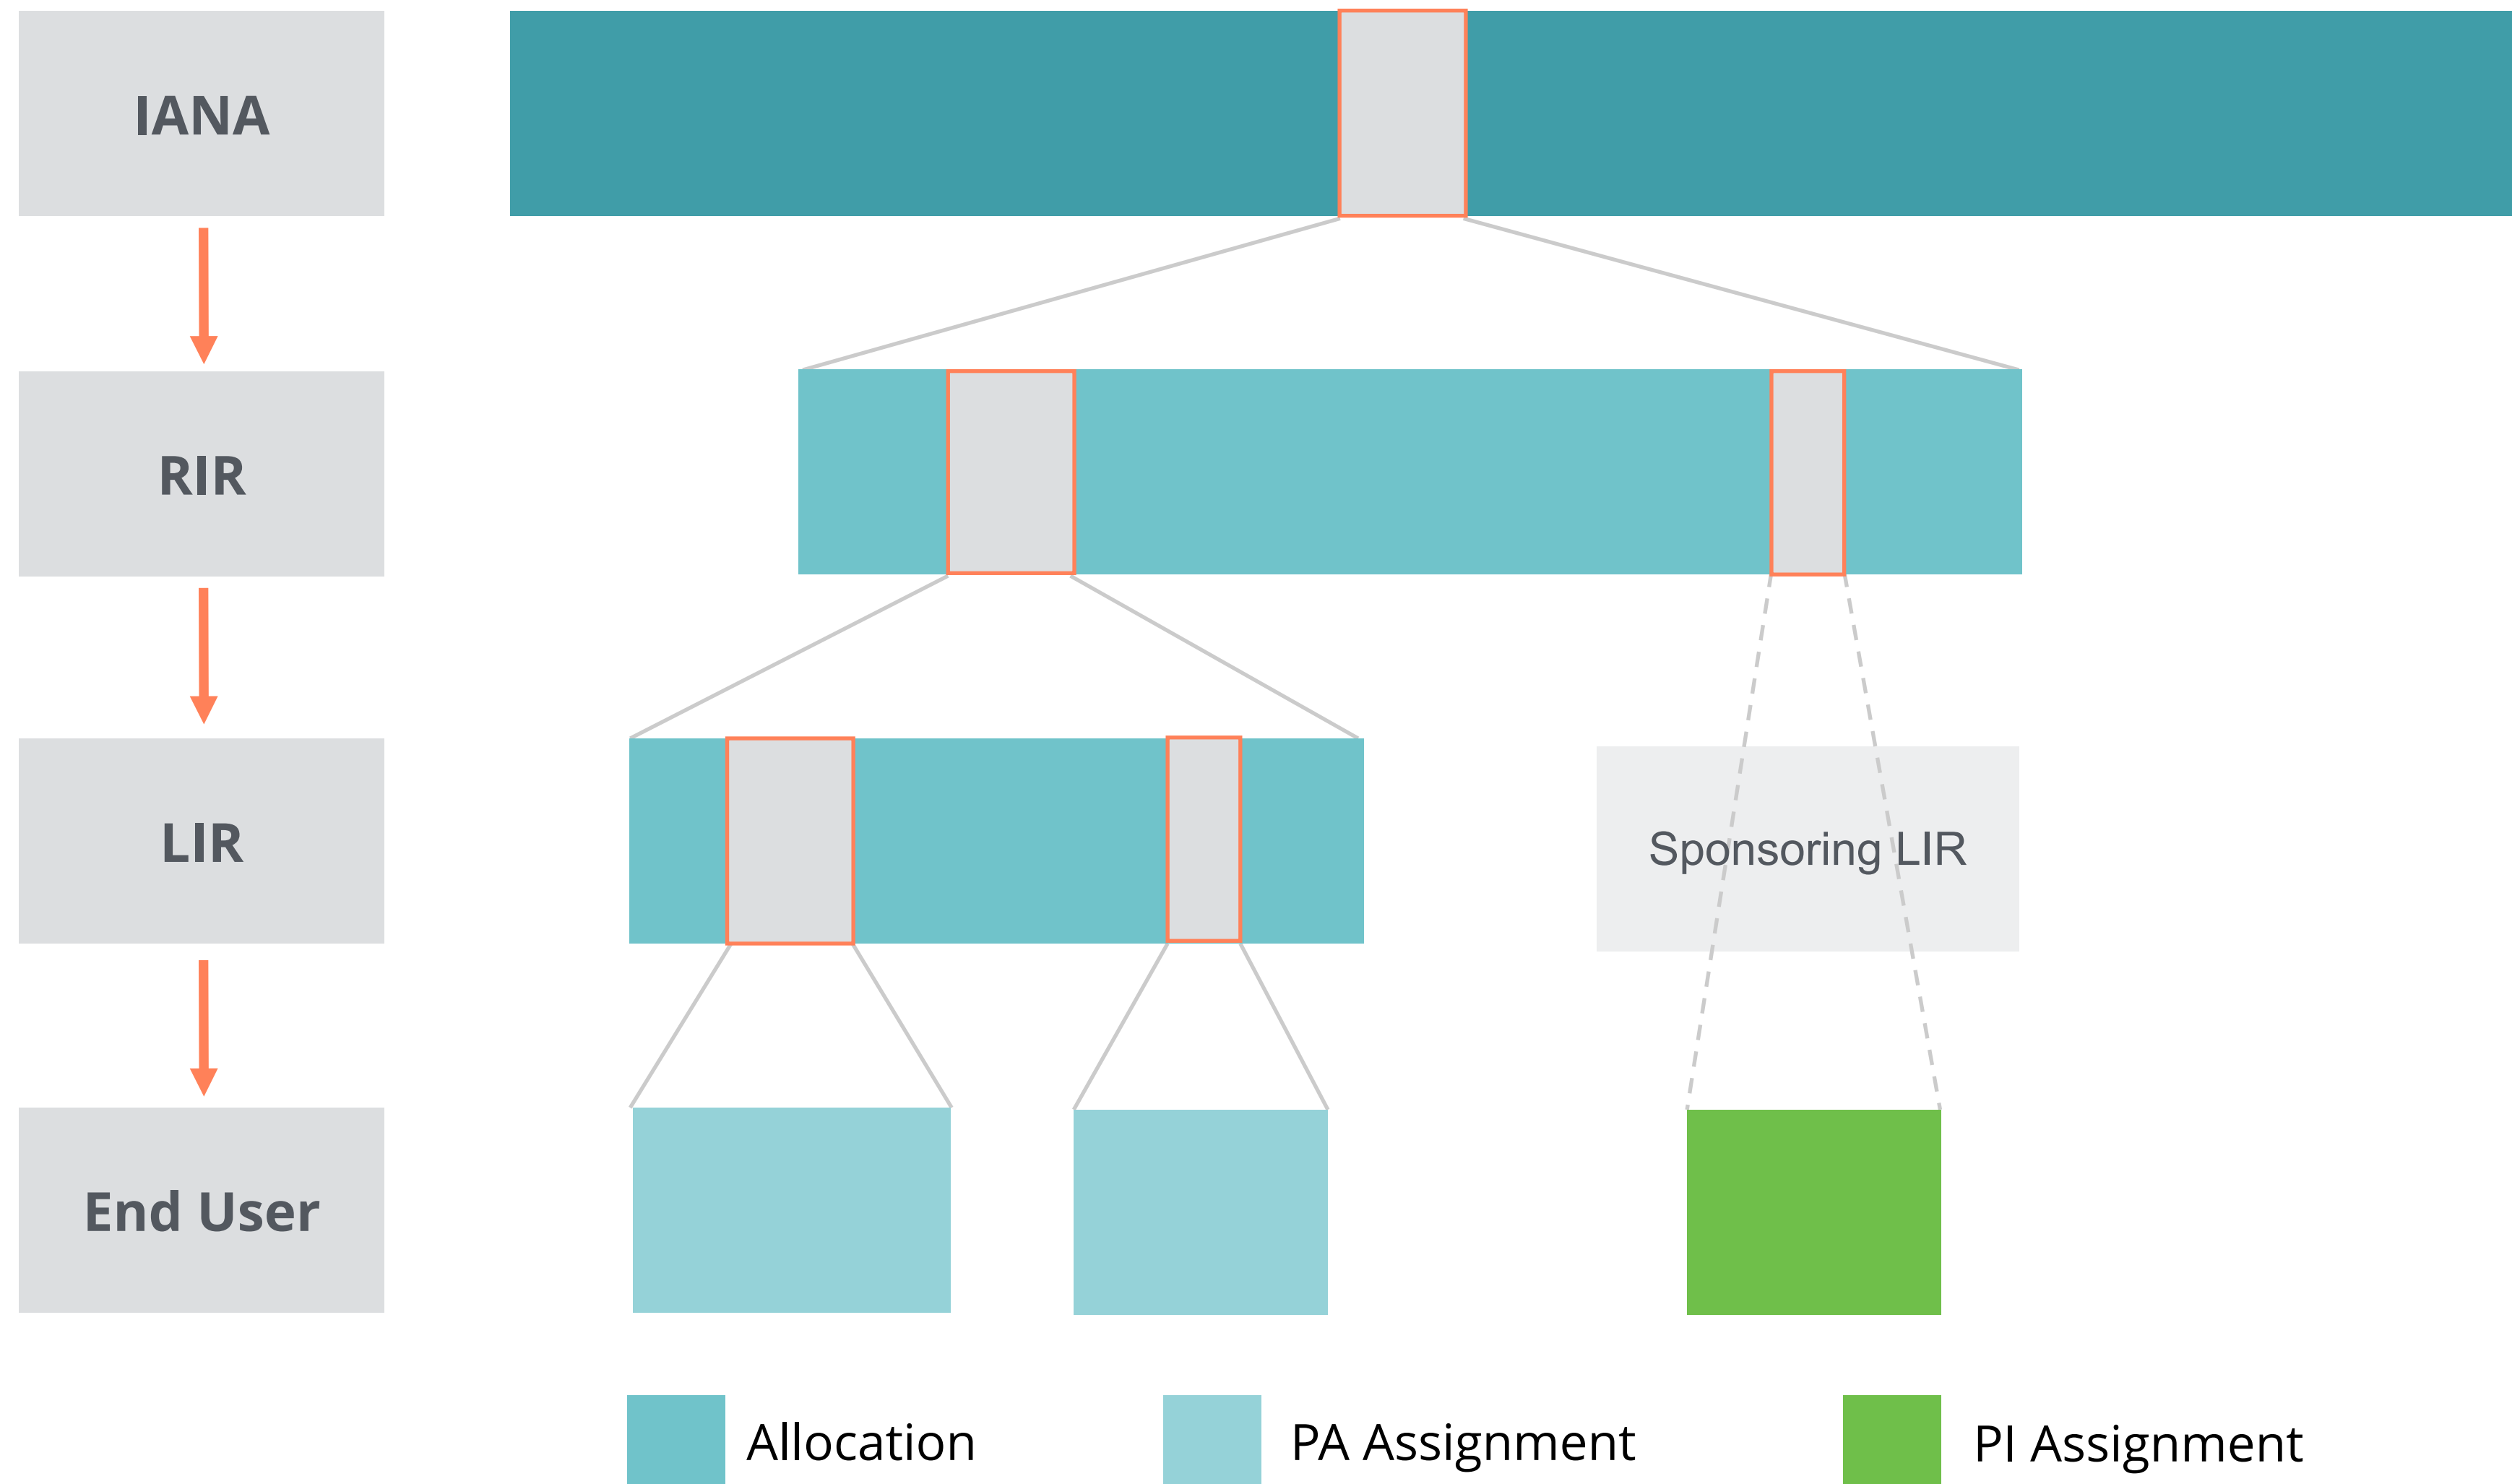 IANA
RIR
LIR
Sponsoring LIR
End User
Allocation
PA Assignment
PI Assignment